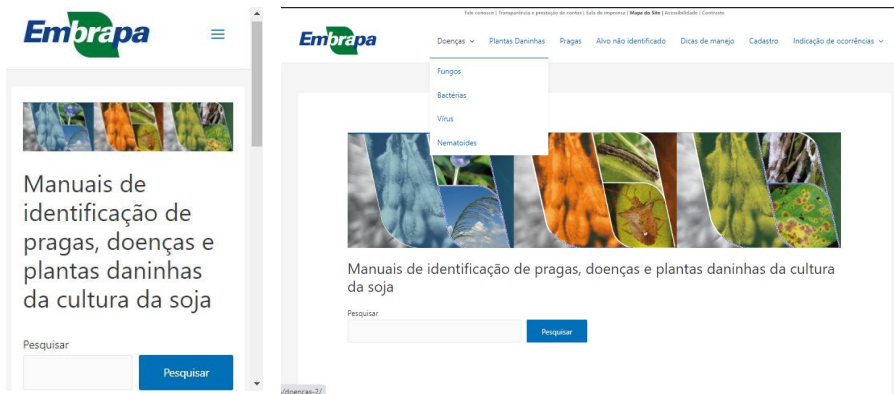 Embrapa
Manuais de
identificação de
pragas, doenças e
plantas daninhas
da cultura da soja
Pesquisar
Pesquisar
Fale conosco | Transparência e prestação de contas | Sala de imprensa | Mapa do Site | Acessibilidade | Contraste
Embrapa
Doenças Plantas Daninhas Pragas Alvo não identificado Dicas de manejo Cadastro Indicação de ocorrências
Fungos
Bactérias
Vírus
Nematoides
Manuais de identificação de pragas, doenças e plantas daninhas da cultura
da soja
Pesquisar
Pesquisar
/doencas-2/